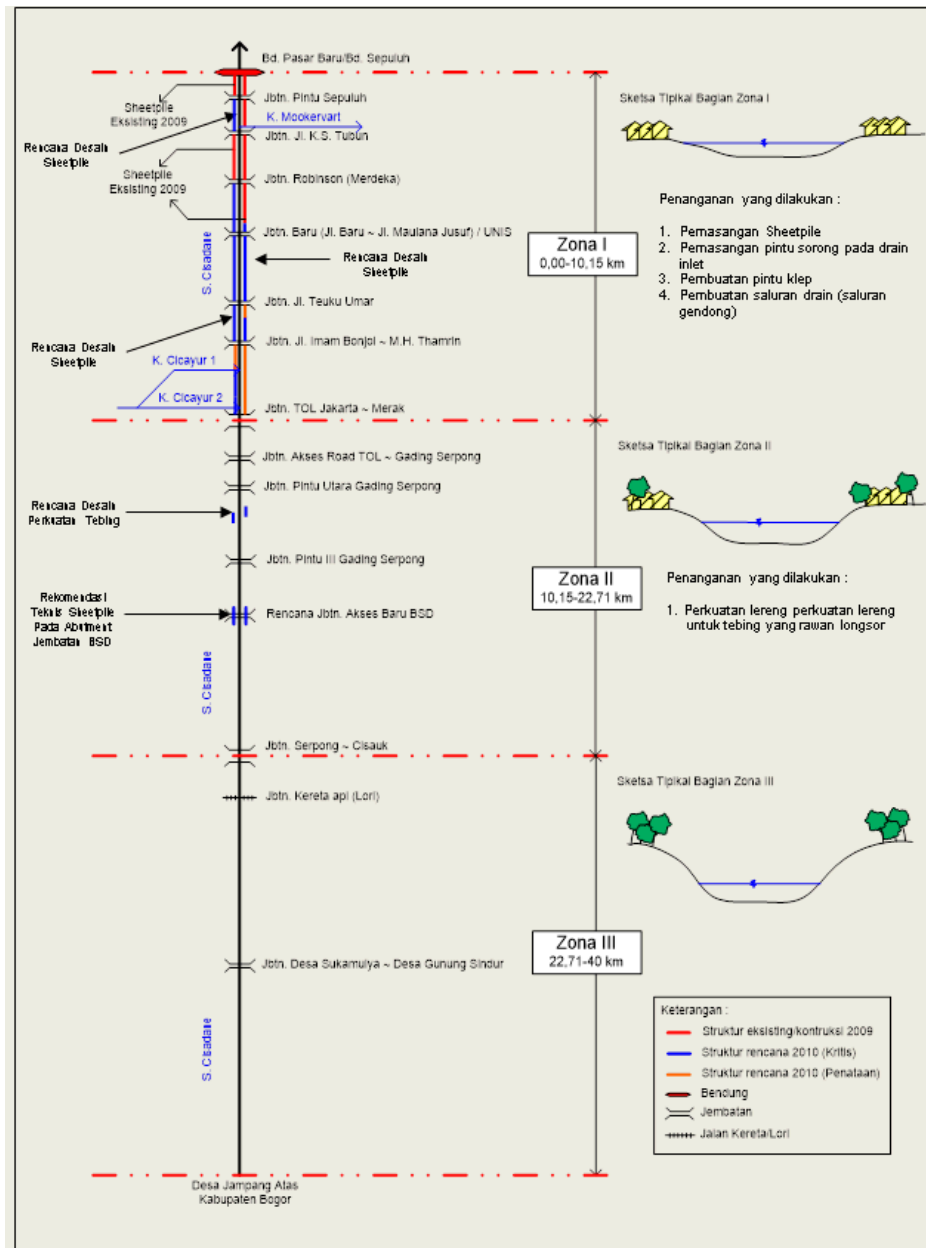 Bd. Pasar Baru/Bd. Sepuluh
Jbtn. Pintu Sepuluh
Sheetpile
Eksisting 2009
K. Mookervart
Rencana Desain
Sheetpile
Jbtn. Jl. K.S. Tubun
Sheetpile
Eksisting 2009
Jbtn. Robinson (Merdeka)
Jbtn. Baru (Jl. Baru ~ Jl. Maulana Jusuf) / UNIS
S. Cisadane
Rencana Desain
Sheetpile
Jbtn. Jl. Teuku Umar
Rencana Desain
Sheetpile
Jbtn. Jl. Imam Bonjol ~ M.H. Thamrin
K. Cicayur 1
K. Cicayur 2
Jbtn. TOL Jakarta ~ Merak
Zona I
0,00-10,15 km
Sketsa Tipikal Bagian Zona I
Penanganan yang dilakukan :
1. Pemasangan Sheetpile
2. Pemasangan pintu sorong pada drain
inlet
3. Pembuatan pintu klep
4. Pembuatan saluran drain (saluran
gendong)
Jbtn. Akses Road TOL ~ Gading Serpong
Jbtn. Pintu Utara Gading Serpong
Rencana Desain
Perkuatan Tebing
Jbtn. Pintu III Gading Serpong
Rekomendasi
Teknis Sheetpile
Pada Abutment
Jembatan BSD
Rencana Jbtn. Akses Baru BSD
S. Cisadane
Jbtn. Serpong ~ Cisauk
Zona II
10,15-22,71 km
Sketsa Tipikal Bagian Zona II
Penanganan yang dilakukan :
1. Perkuatan lereng perkuatan lereng
untuk tebing yang rawan longsor
Jbtn. Kereta api (Lori)
Jbtn. Desa Sukamulya ~ Desa Gunung Sindur
S. Cisadane
Zona III
22,71-40 km
Sketsa Tipikal Bagian Zona III
Keterangan :
Struktur eksisting/kontruksi 2009
Struktur rencana 2010 (Kritis)
Struktur rencana 2010 (Penataan)
Bendung
Jembatan
Jalan Kereta/Lori
Desa Jampang Atas
Kabupaten Bogor